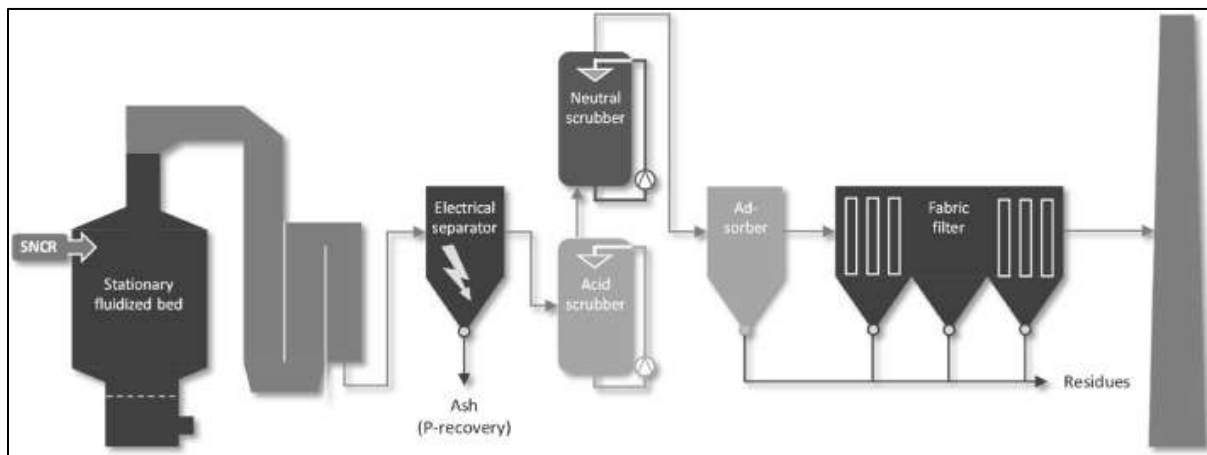 SNCR
Stationary
fluidized bed
Electrical
separator
Ash
(P-recovery)
Neutral
scrubber
Acid
scrubber
Ad-
sorber
Fabric
filter
Residues